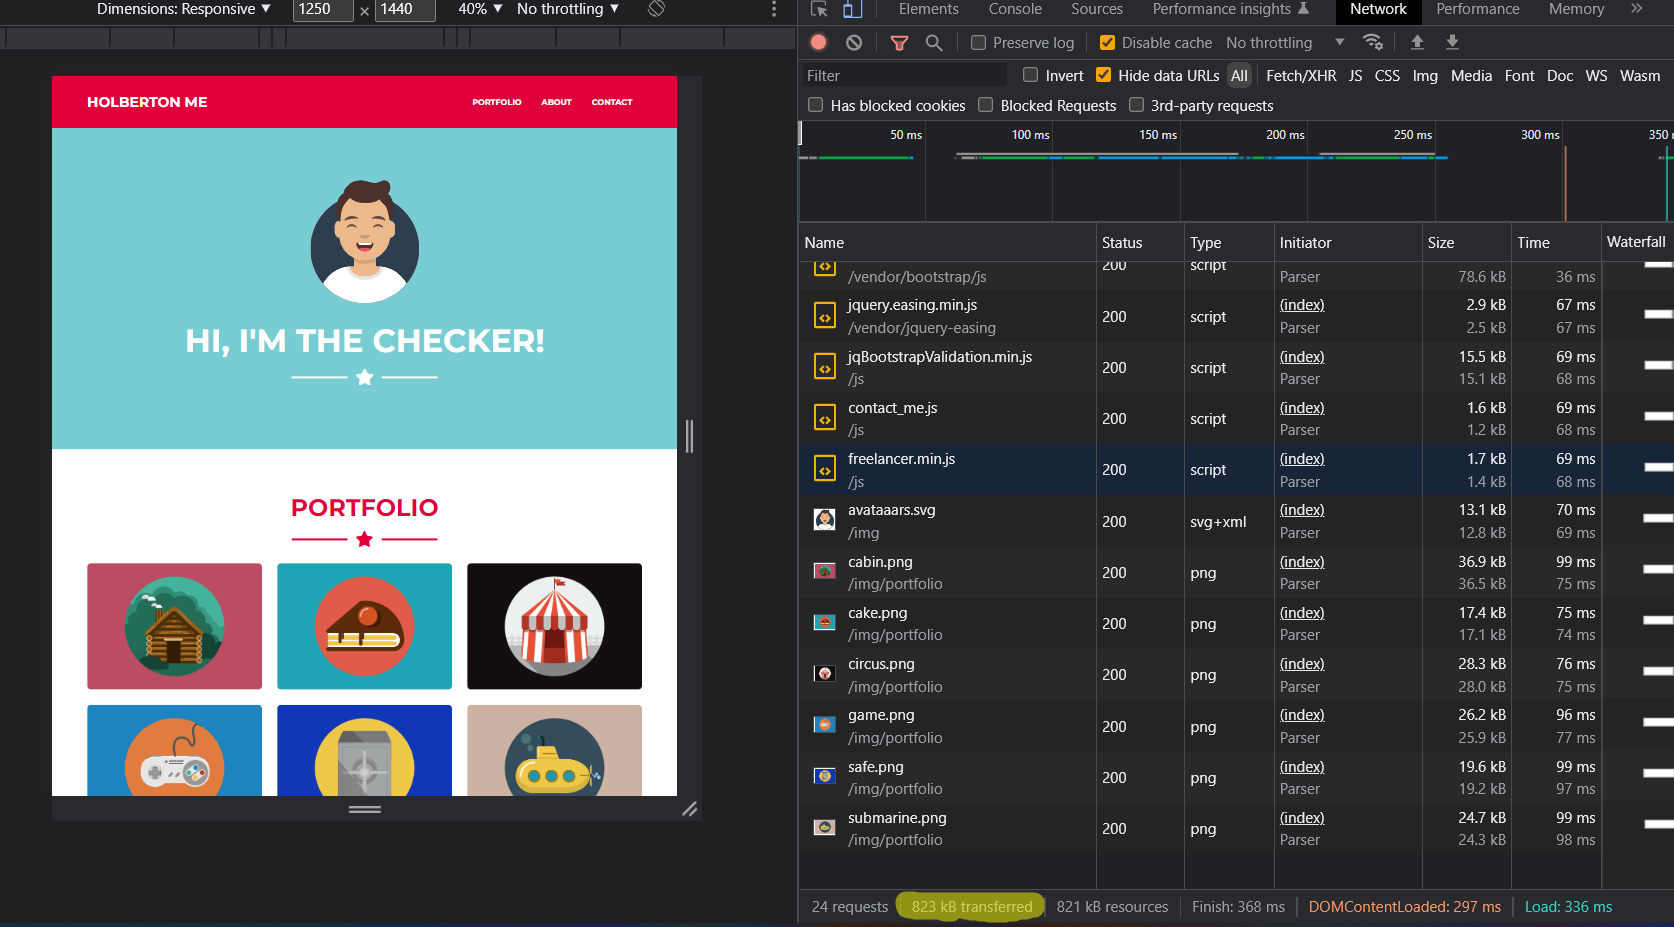 Dimensions: Responsive ▼ 1250 × 1440 40% ▼ No throttling ▼
HOLBERTON ME
PORTFOLIO ABOUT CONTACT
HI, I'M THE CHECKER!
PORTFOLIO
Elements Console Sources Performance insights Network Performance Memory »
Preserve log Disable cache No throttling
Filter Invert Hide data URLs All Fetch/XHR JS CSS Img Media Font Doc WS Wasm
Has blocked cookies Blocked Requests 3rd-party requests
50 ms 100 ms 150 ms 200 ms 250 ms 300 ms 350
Name Status Type Initiator Size Time Waterfall
200 script
/vendor/bootstrap/js Parser 78.6 kB 36 ms
jquery.easing.min.js 200 script (index) 2.9 kB 67 ms
/vendor/jquery-easing Parser 2.5 kB 67 ms
jqBootstrapValidation.min.js 200 script (index) 15.5 kB 69 ms
/js Parser 15.1 kB 68 ms
contact_me.js 200 script (index) 1.6 kB 69 ms
/js Parser 1.2 kB 68 ms
freelancer.min.js 200 script (index) 1.7 kB 69 ms
/js Parser 1.4 kB 68 ms
avataaars.svg 200 svg+xml (index) 13.1 kB 70 ms
/img Parser 12.8 kB 69 ms
cabin.png 200 png (index) 36.9 kB 99 ms
/img/portfolio Parser 36.5 kB 75 ms
cake.png 200 png (index) 17.4 kB 75 ms
/img/portfolio Parser 17.1 kB 74 ms
circus.png 200 png (index) 28.3 kB 76 ms
/img/portfolio Parser 28.0 kB 75 ms
game.png 200 png (index) 26.2 kB 96 ms
/img/portfolio Parser 25.9 kB 77 ms
safe.png 200 png (index) 19.6 kB 99 ms
/img/portfolio Parser 19.2 kB 97 ms
submarine.png 200 png (index) 24.7 kB 99 ms
/img/portfolio Parser 24.3 kB 98 ms
24 requests 823 kB transferred 821 kB resources Finish: 368 ms DOMContentLoaded: 297 ms Load: 336 ms